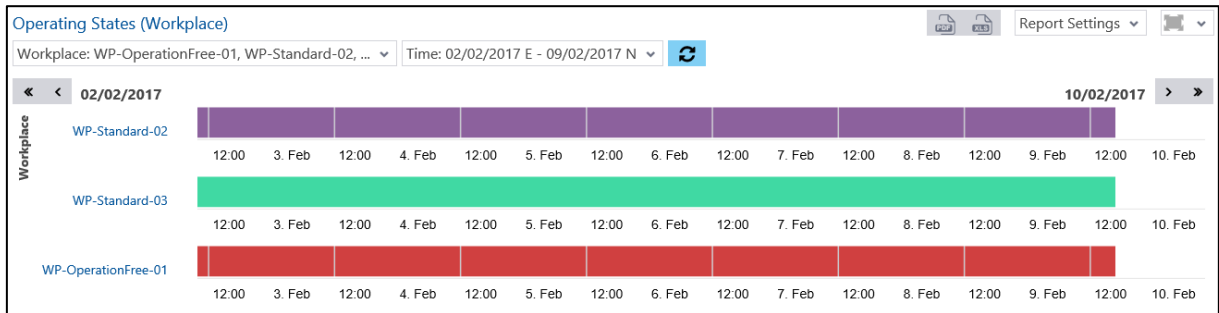 Operating States (Workplace) PDF XLS Report Settings
Workplace: WP-OperationFree-01, WP-Standard-02, ... Time: 02/02/2017 E - 09/02/2017 N
« ‹ 02/02/2017 10/02/2017 › »
Workplace
WP-Standard-02
12:00 3. Feb 12:00 4. Feb 12:00 5. Feb 12:00 6. Feb 12:00 7. Feb 12:00 8. Feb 12:00 9. Feb 12:00 10. Feb
WP-Standard-03
12:00 3. Feb 12:00 4. Feb 12:00 5. Feb 12:00 6. Feb 12:00 7. Feb 12:00 8. Feb 12:00 9. Feb 12:00 10. Feb
WP-OperationFree-01
12:00 3. Feb 12:00 4. Feb 12:00 5. Feb 12:00 6. Feb 12:00 7. Feb 12:00 8. Feb 12:00 9. Feb 12:00 10. Feb